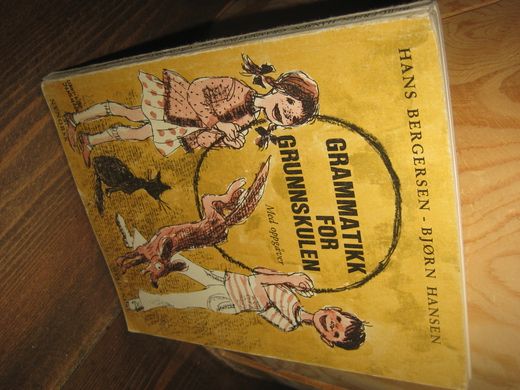 HANS BERGERSEN - BJØRN HANSEN
GRAMMATIKK
FOR
GRUNNSKULEN
Med oppgåver